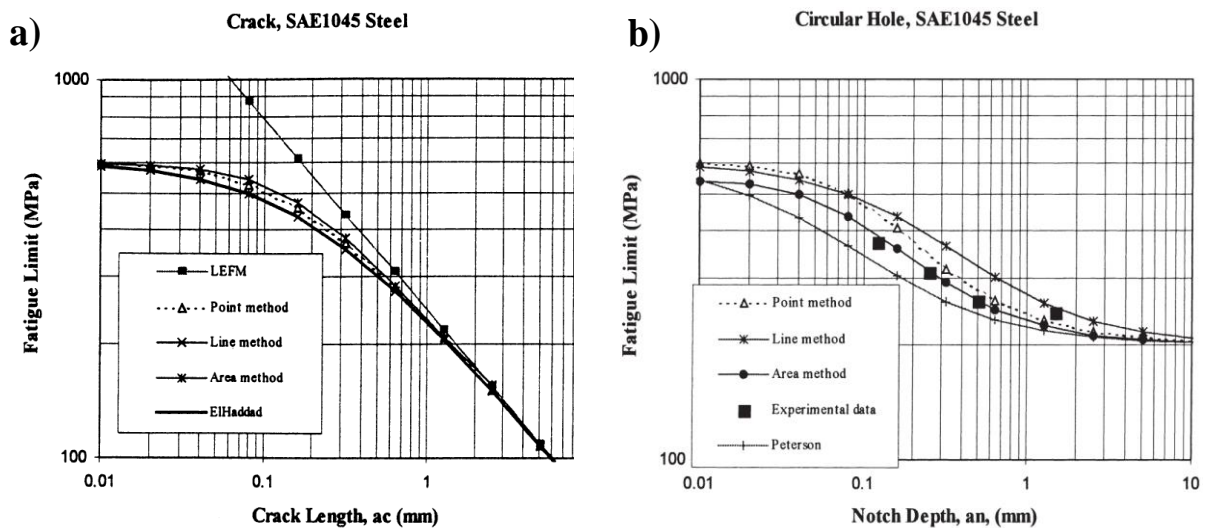 a)
Crack, SAE1045 Steel
1000
Fatigue Limit (MPa)
LEFM
Point method
Line method
Area method
ElHaddad
100
0.01
0.1
1
Crack Length, ac (mm)
b)
Circular Hole, SAE1045 Steel
1000
Fatigue Limit (MPa)
Point method
Line method
Area method
Experimental data
Peterson
100
0.01
0.1
1
10
Notch Depth, an, (mm)